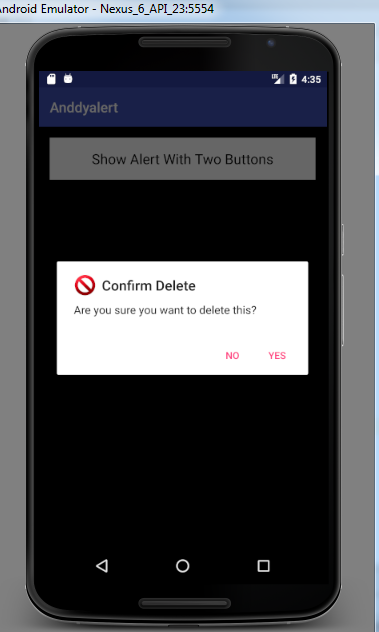 Android Emulator - Nexus_6_API_23:5554
LTE 4:35
Anddyalert
Show Alert With Two Buttons
Confirm Delete
Are you sure you want to delete this?
NO YES